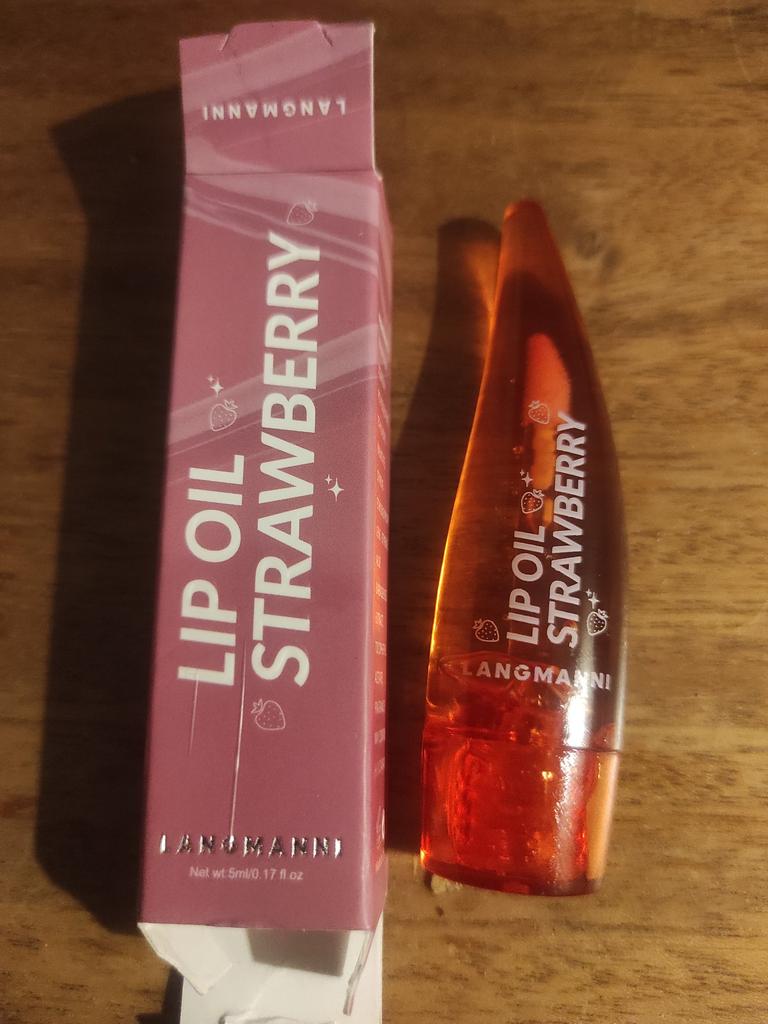 LANGMANNI
LIP OIL
STRAWBERRY
LANGMANNI
Net wt 5ml/0.17 fl oz
LIP OIL
STRAWBERRY
LANGMANNI